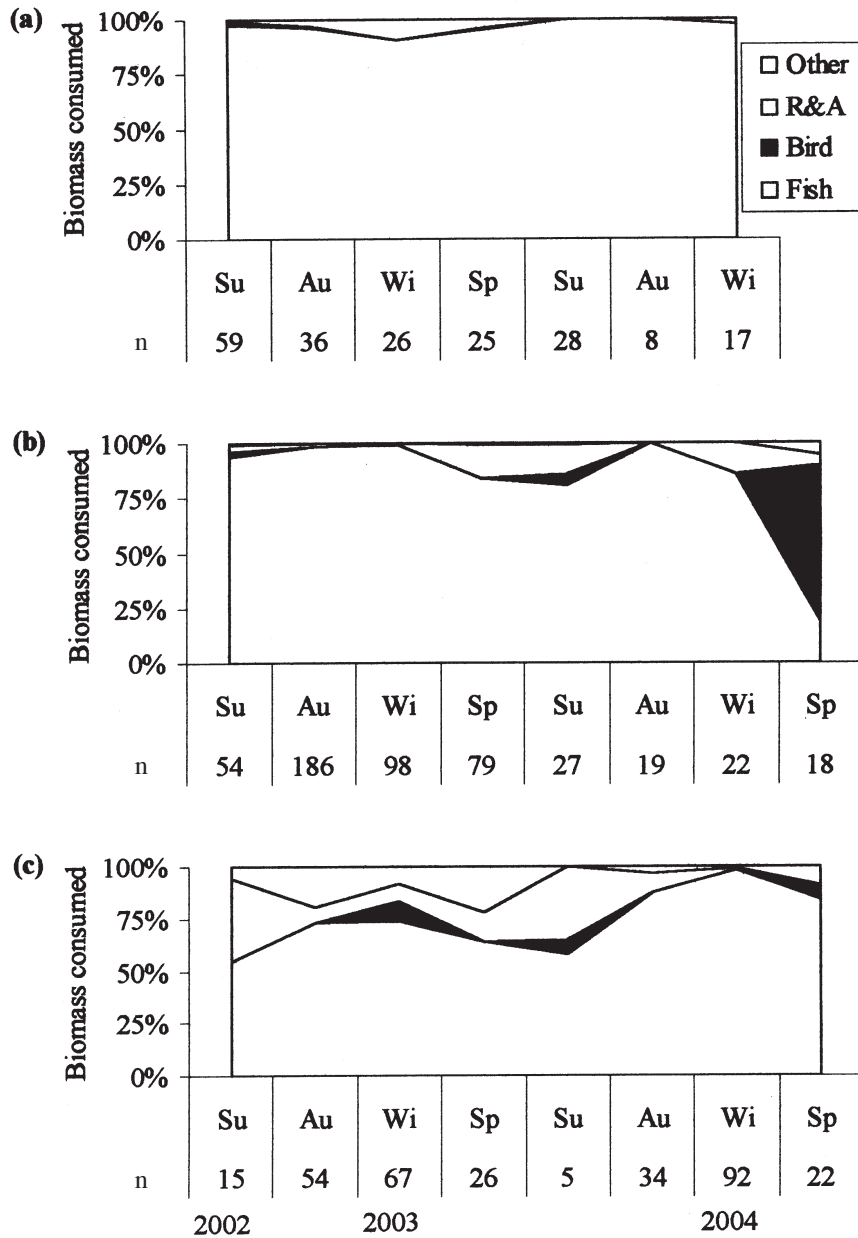 (a)
Biomass consumed
100%
75%
50%
25%
0%
Other
R&A
Bird
Fish
Su Au Wi Sp Su Au Wi
n 59 36 26 25 28 8 17
(b)
Biomass consumed
100%
75%
50%
25%
0%
Su Au Wi Sp Su Au Wi Sp
n 54 186 98 79 27 19 22 18
(c)
Biomass consumed
100%
75%
50%
25%
0%
Su Au Wi Sp Su Au Wi Sp
n 15 54 67 26 5 34 92 22
2002 2003 2004